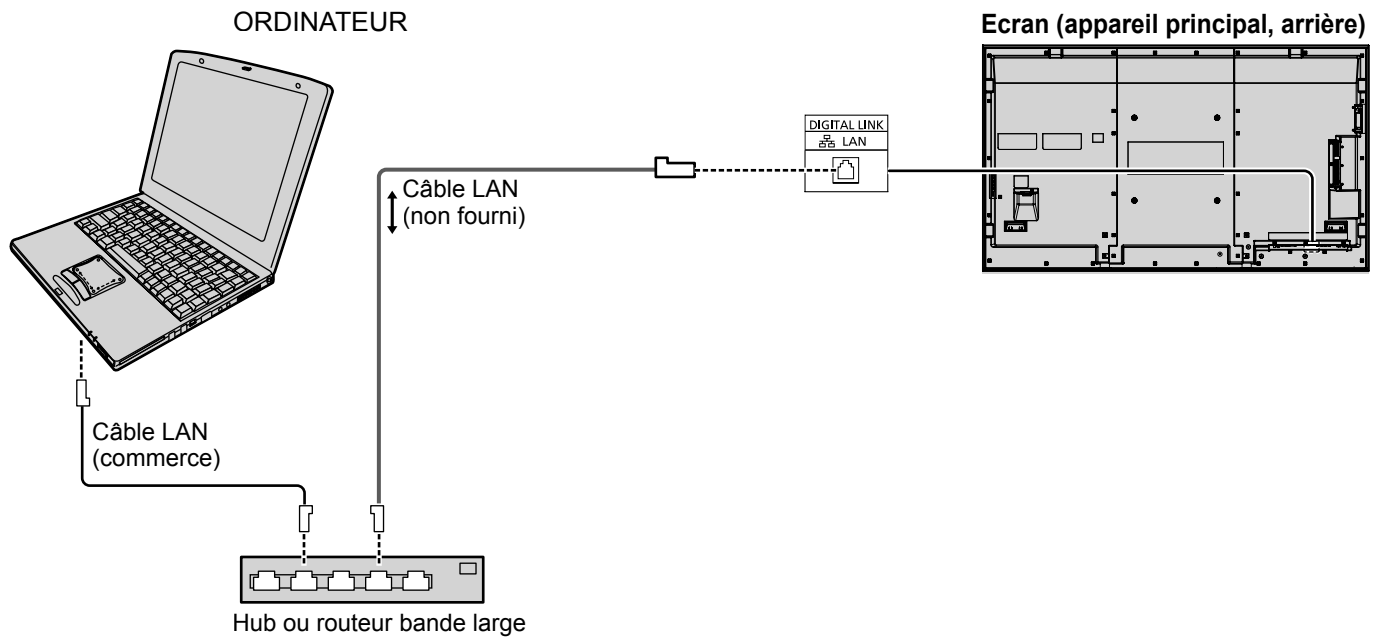 ORDINATEUR
Ecran (appareil principal, arrière)
DIGITAL LINK
LAN
Câble LAN
(non fourni)
Câble LAN
(commerce)
Hub ou routeur bande large